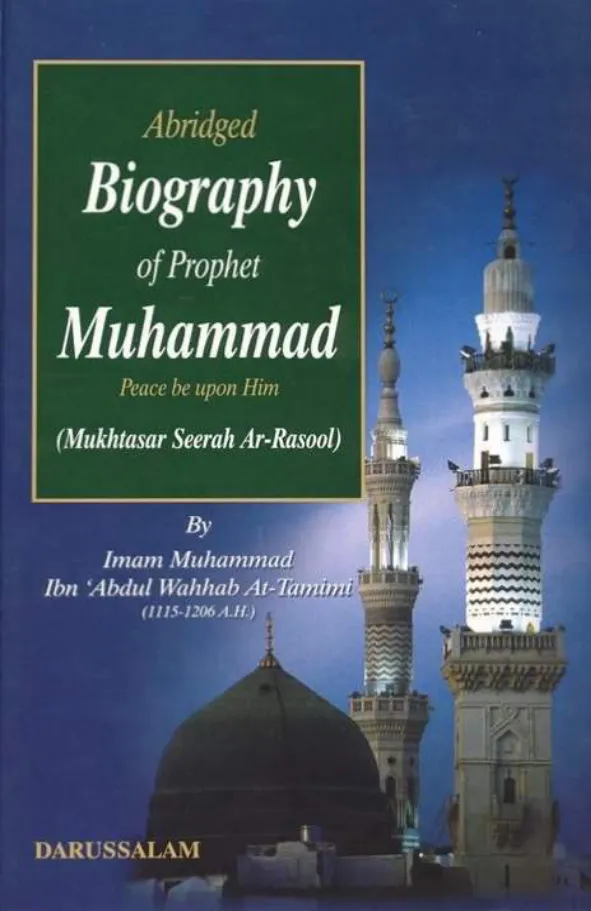 Abridged
Biography
of Prophet
Muhammad
Peace be upon Him
(Mukhtasar Seerah Ar-Rasool)
By
Imam Muhammad
Ibn ‘Abdul Wahhab At-Tamimi
(1115-1206 A.H.)
DARUSSALAM